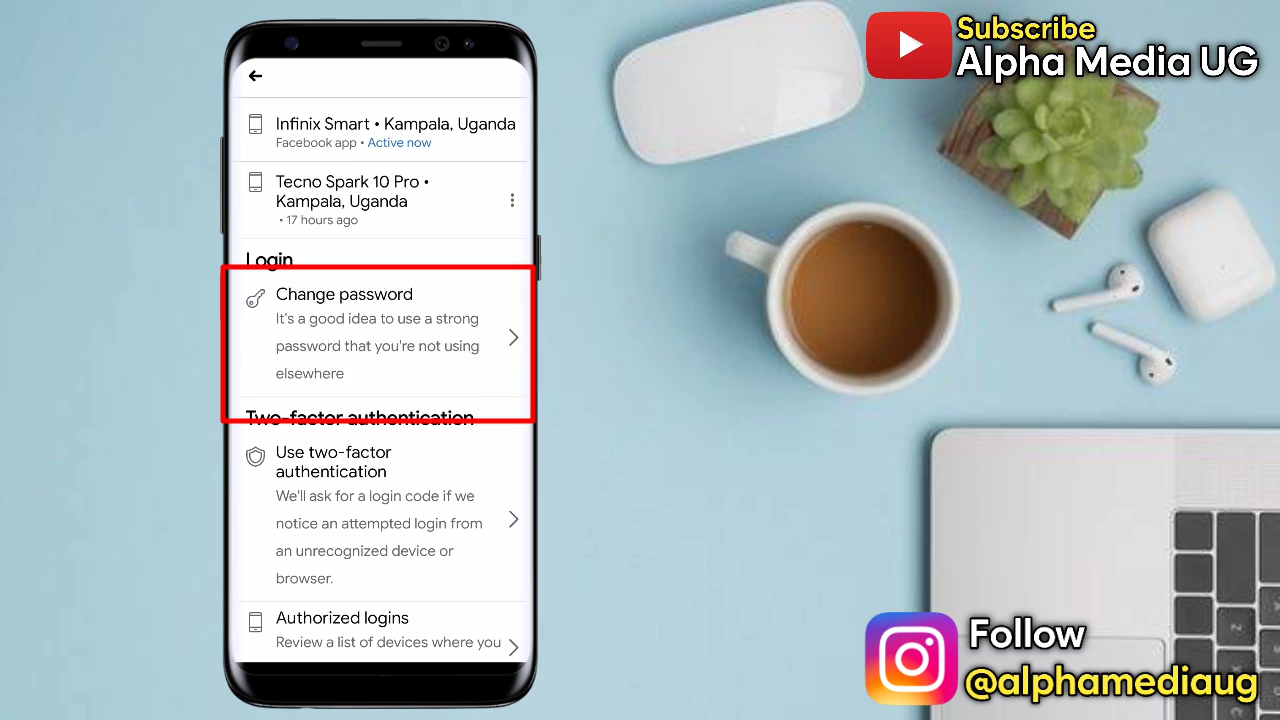 Infinix Smart • Kampala, Uganda
Facebook app • Active now
Tecno Spark 10 Pro •
Kampala, Uganda
• 17 hours ago
Login
Change password
It's a good idea to use a strong
password that you're not using
elsewhere
Two-factor authentication
Use two-factor
authentication
We'll ask for a login code if we
notice an attempted login from
an unrecognized device or
browser.
Authorized logins
Review a list of devices where you
Subscribe
Alpha Media UG
Follow
@alphamediaug